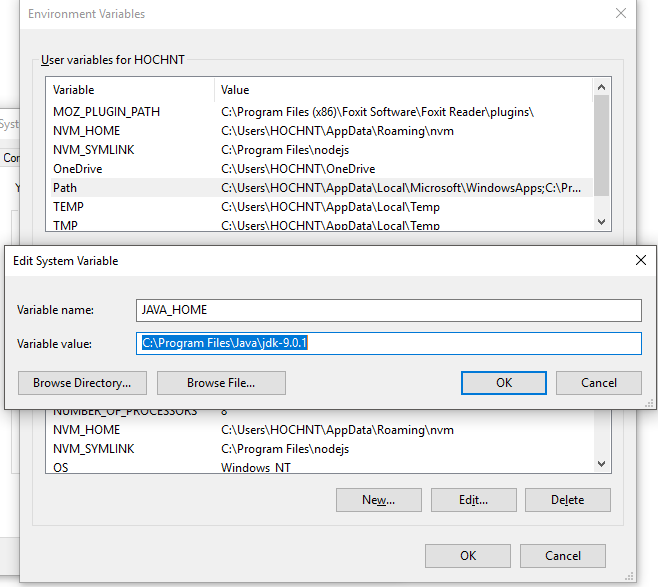 Environment Variables
User variables for HOCHNT
Variable Value
MOZ_PLUGIN_PATH C:\Program Files (x86)\Foxit Software\Foxit Reader\plugins\
NVM_HOME C:\Users\HOCHNT\AppData\Roaming\nvm
NVM_SYMLINK C:\Program Files\nodejs
OneDrive C:\Users\HOCHNT\OneDrive
Path C:\Users\HOCHNT\AppData\Local\Microsoft\WindowsApps;C:\Pr...
TEMP C:\Users\HOCHNT\AppData\Local\Temp
TMP C:\Users\HOCHNT\AppData\Local\Temp
Edit System Variable
Variable name: JAVA_HOME
Variable value: C:\Program Files\Java\jdk-9.0.1
Browse Directory... Browse File... OK Cancel
NUMBER_OF_PROCESSORS 8
NVM_HOME C:\Users\HOCHNT\AppData\Roaming\nvm
NVM_SYMLINK C:\Program Files\nodejs
OS Windows_NT
New... Edit... Delete
OK Cancel